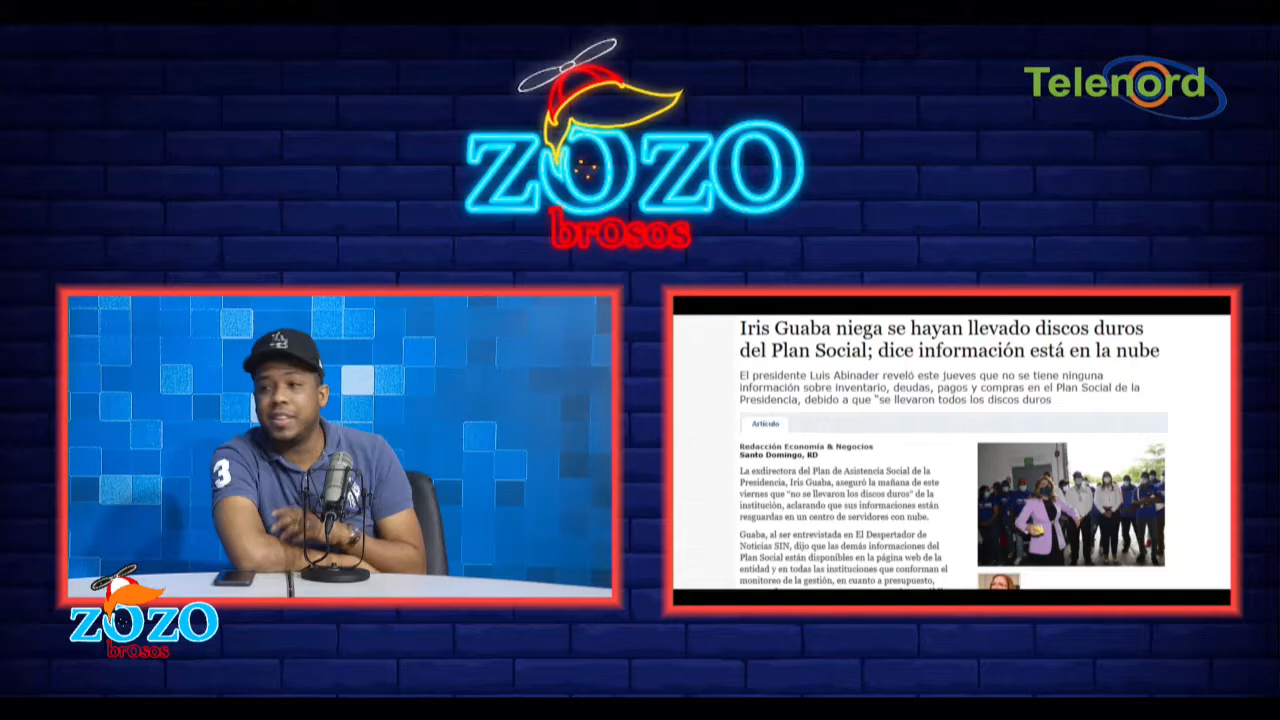 Telenord
ZOZO
brosos
Iris Guaba niega se hayan llevado discos duros
del Plan Social; dice información está en la nube
El presidente Luis Abinader reveló este jueves que no se tiene ninguna
información sobre inventario, deudas, pagos y compras en el Plan Social de la
Presidencia, debido a que "se llevaron todos los discos duros
Artículo
Redacción Economía & Negocios
Santo Domingo, RD
La exdirectora del Plan de Asistencia Social de la
Presidencia, Iris Guaba, aseguró la mañana de este
viernes que "no se llevaron los discos duros" de la
institución, aclarando que sus informaciones están
resguardas en un centro de servidores con nube.
Guaba, al ser entrevistada en El Despertador de
Noticias SIN, dijo que las demás informaciones del
Plan Social están disponibles en la página web de la
entidad y en todas las instituciones que conforman el
monitoreo de la gestión, en cuanto a presupuesto,
3
ZOZO
brosos